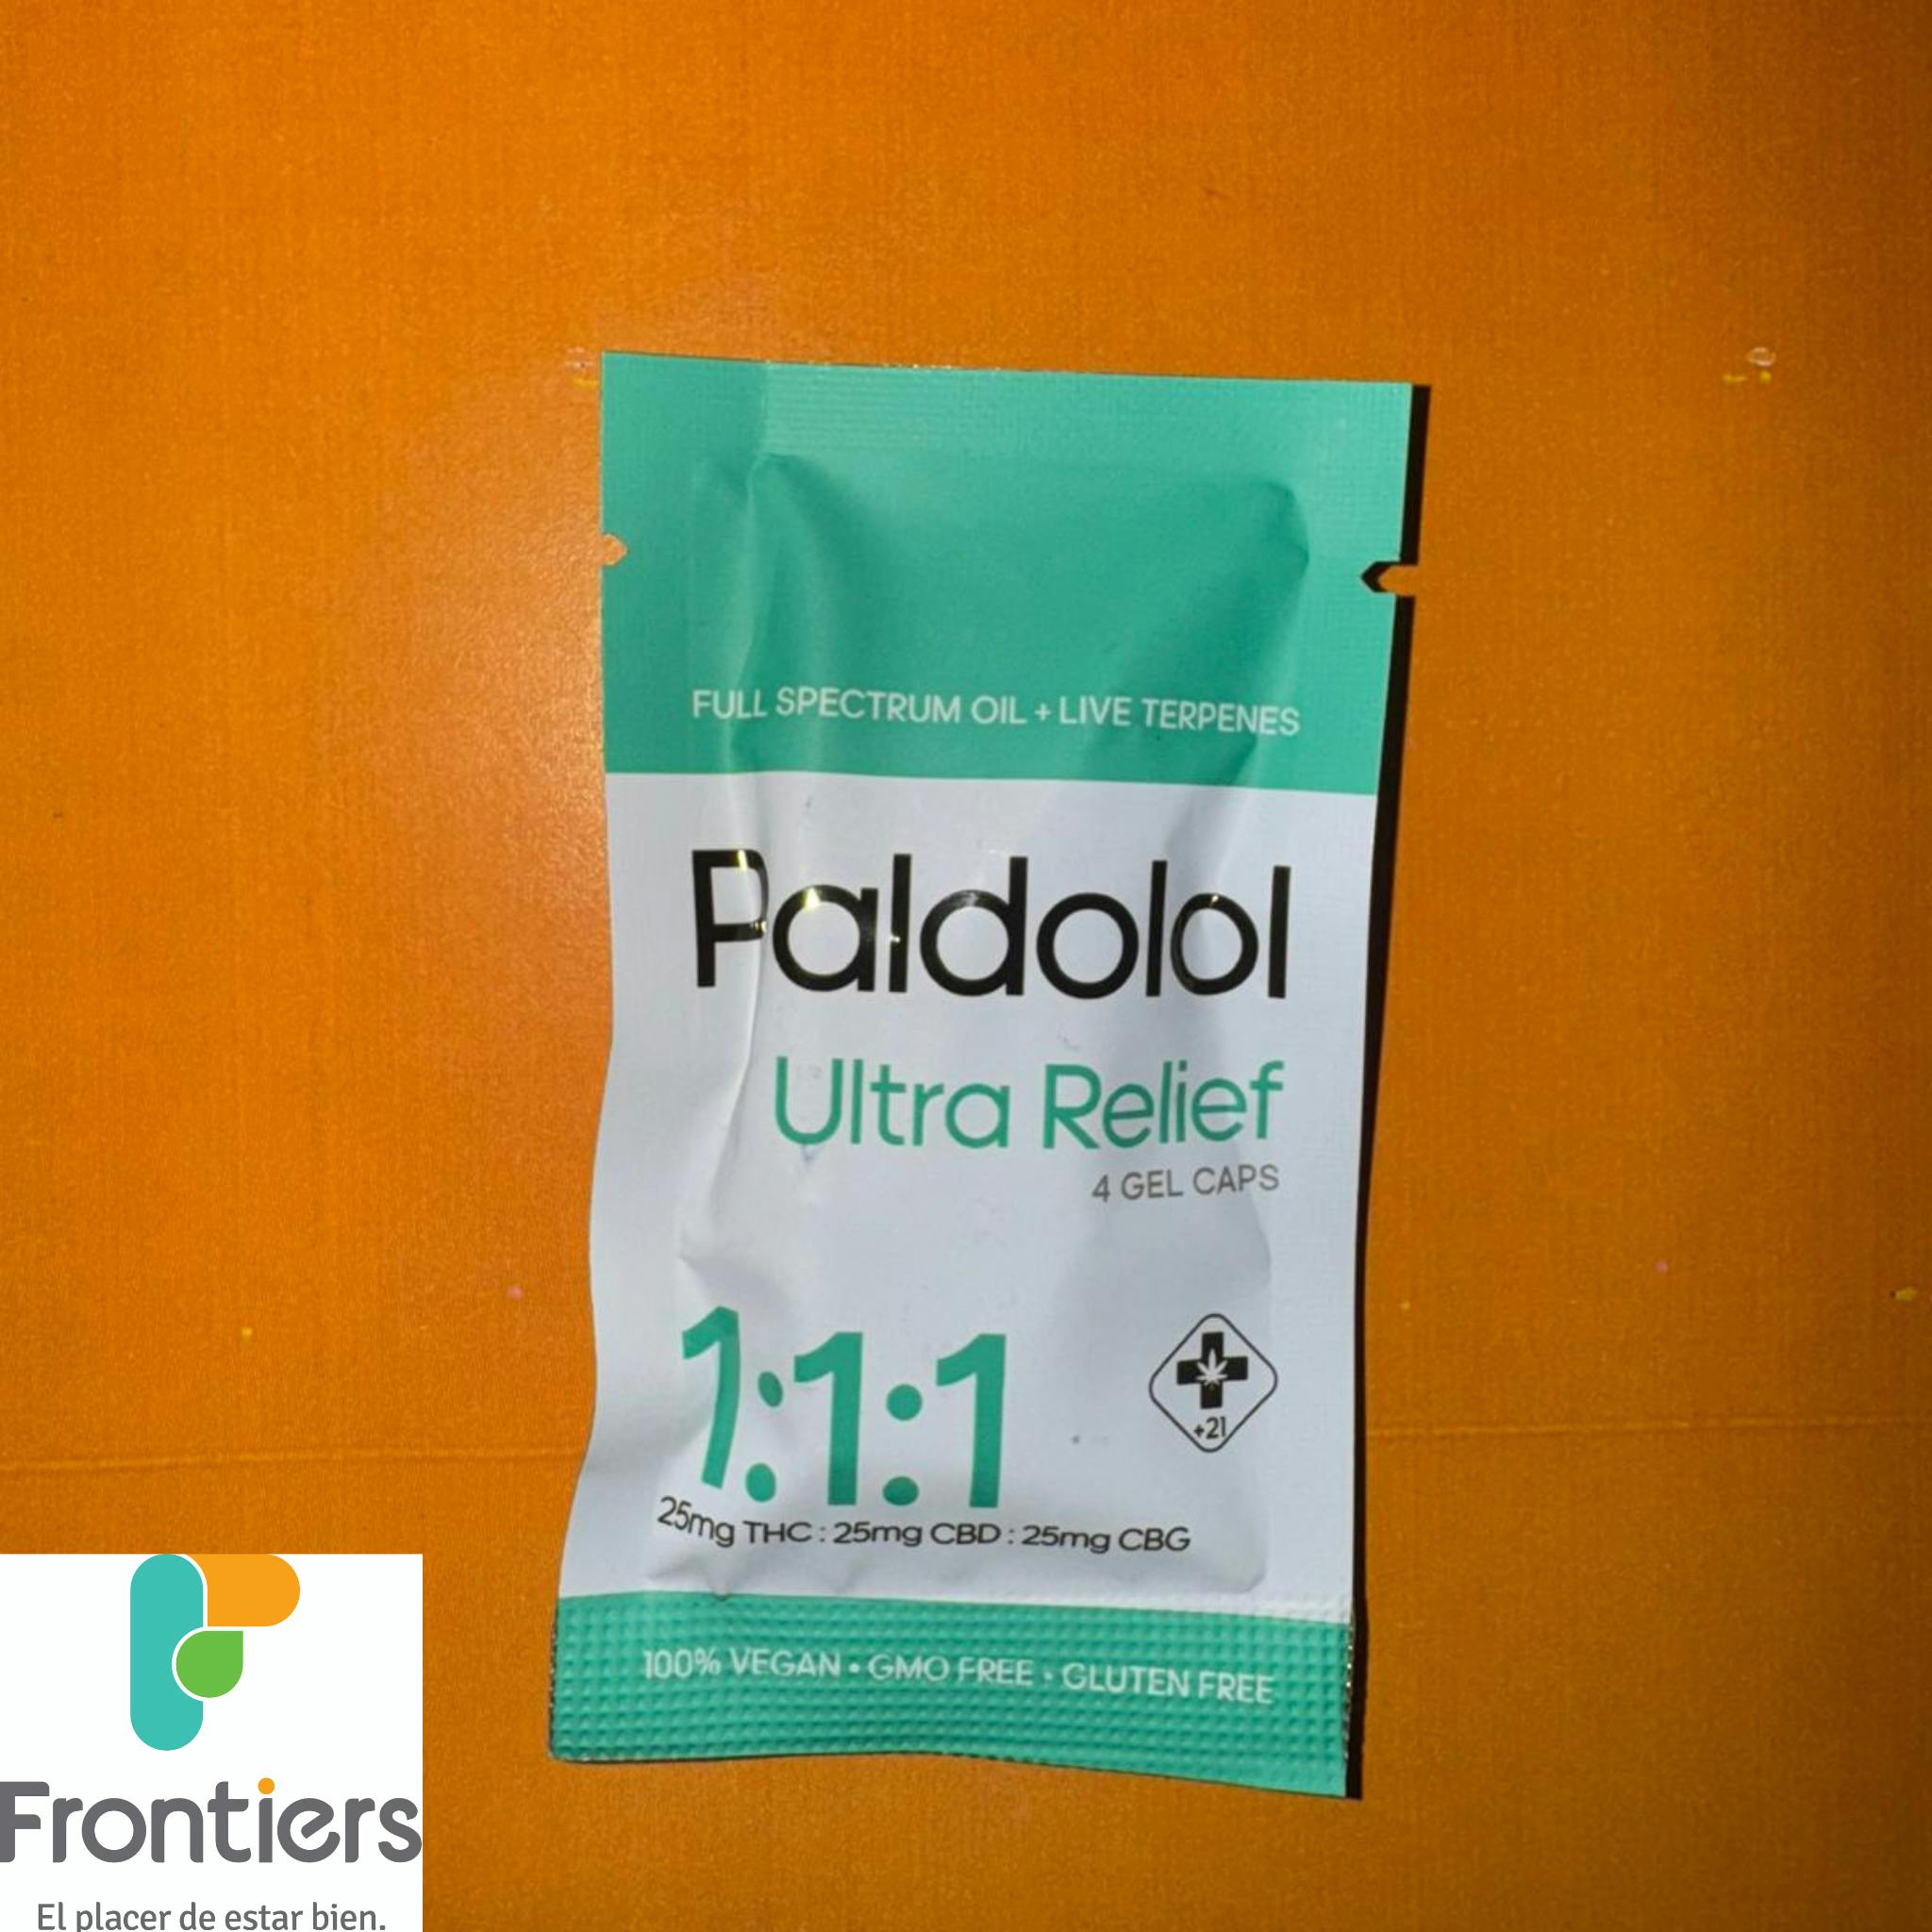 FULL SPECTRUM OIL + LIVE TERPENES
Paldolol
Ultra Relief
4 GEL CAPS
1:1:1
+21
25mg THC : 25mg CBD : 25mg CBG
100% VEGAN • GMO FREE • GLUTEN FREE
Frontiers
El placer de estar bien.